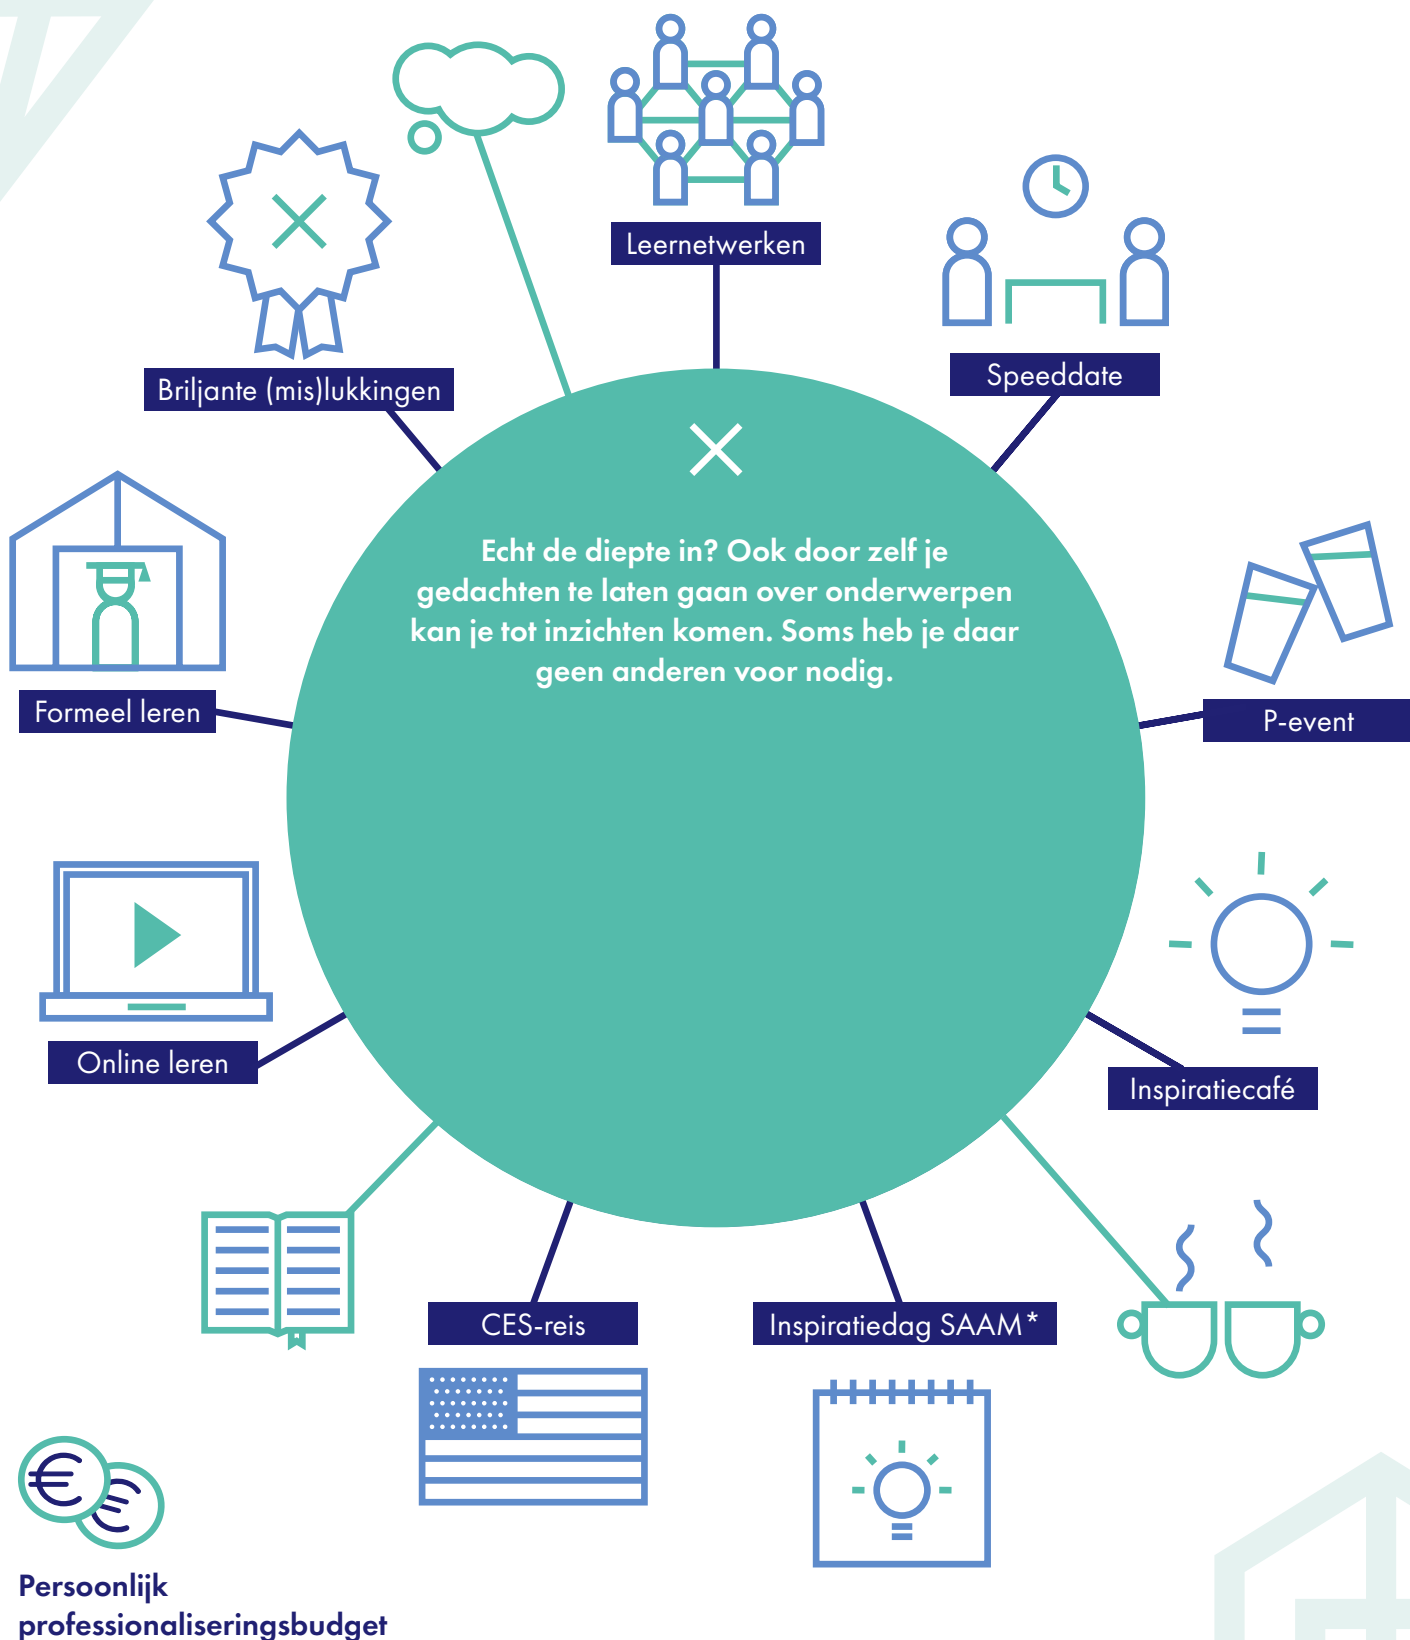 Leernetwerken
Speeddate
Briljante (mis)lukkingen
Echt de diepte in? Ook door zelf je
gedachten te laten gaan over onderwerpen
kan je tot inzichten komen. Soms heb je daar
geen anderen voor nodig.
Formeel leren
P-event
Online leren
Inspiratiecafé
CES-reis
Inspiratiedag SAAM*
Persoonlijk
professionaliseringsbudget